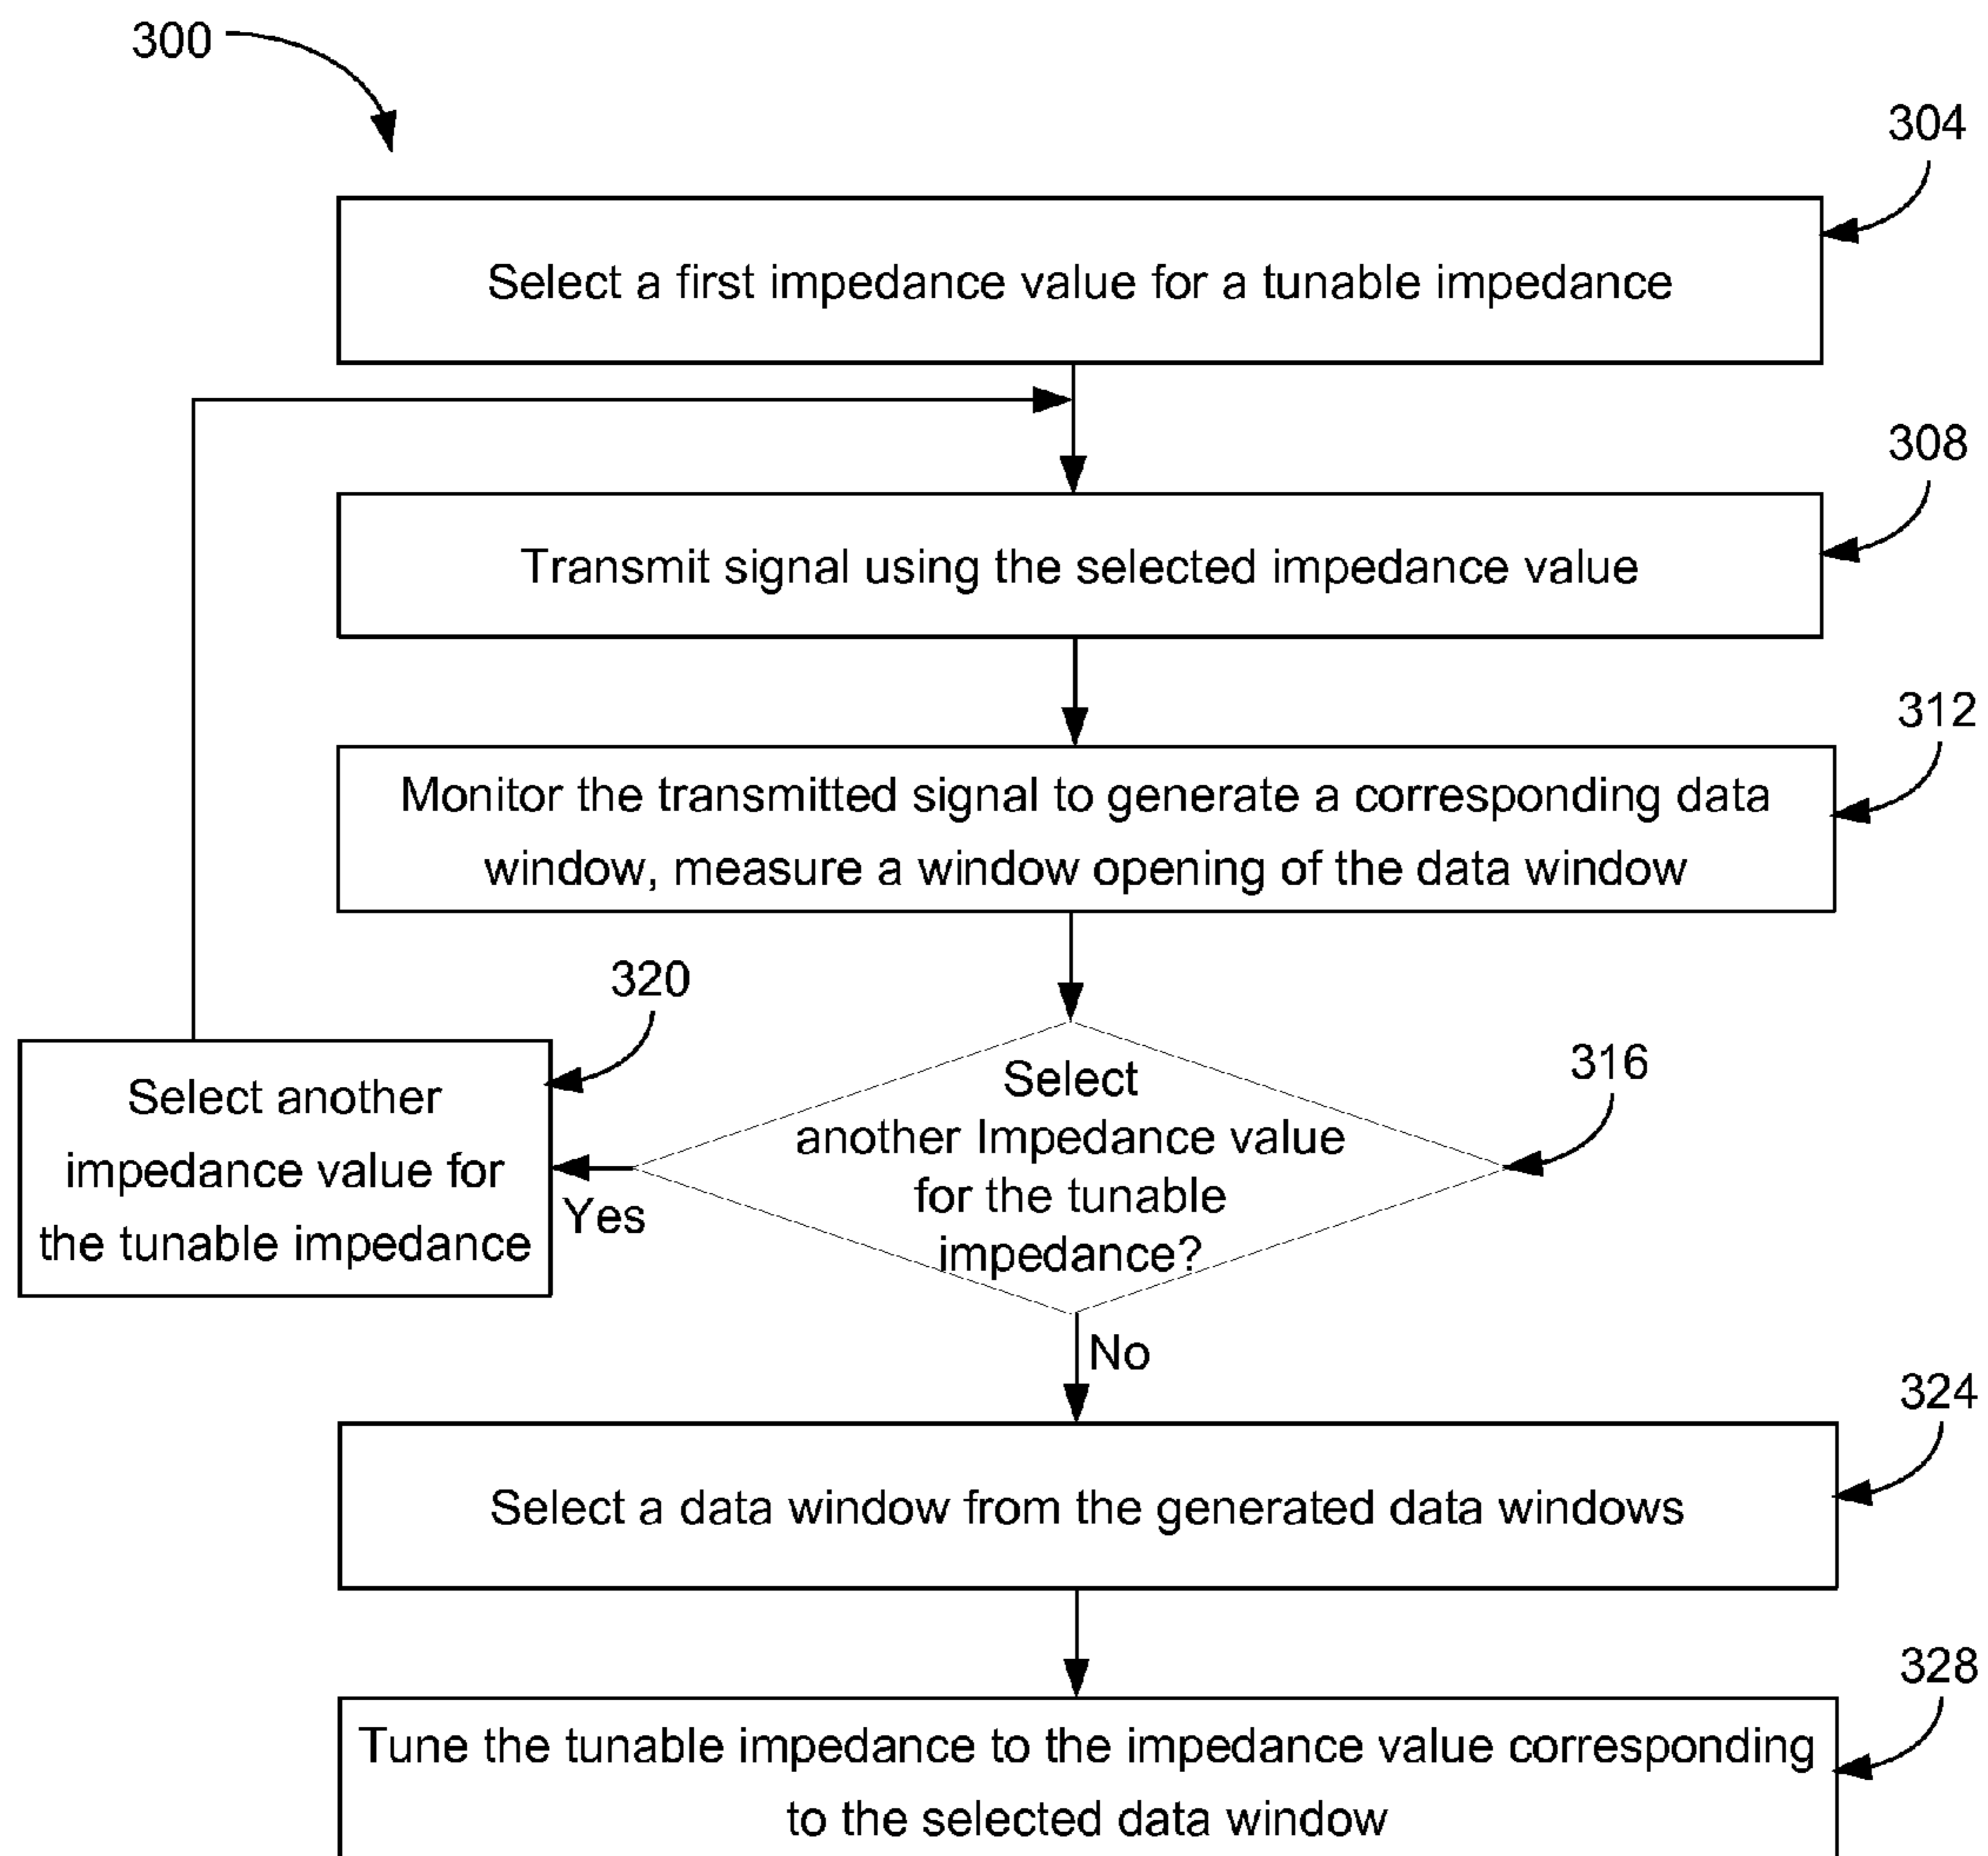 300
304
Select a first impedance value for a tunable impedance
308
Transmit signal using the selected impedance value
312
Monitor the transmitted signal to generate a corresponding data
window, measure a window opening of the data window
320
Select another
impedance value for
the tunable impedance
Yes
316
Select
another Impedance value
for the tunable
impedance?
No
324
Select a data window from the generated data windows
328
Tune the tunable impedance to the impedance value corresponding
to the selected data window